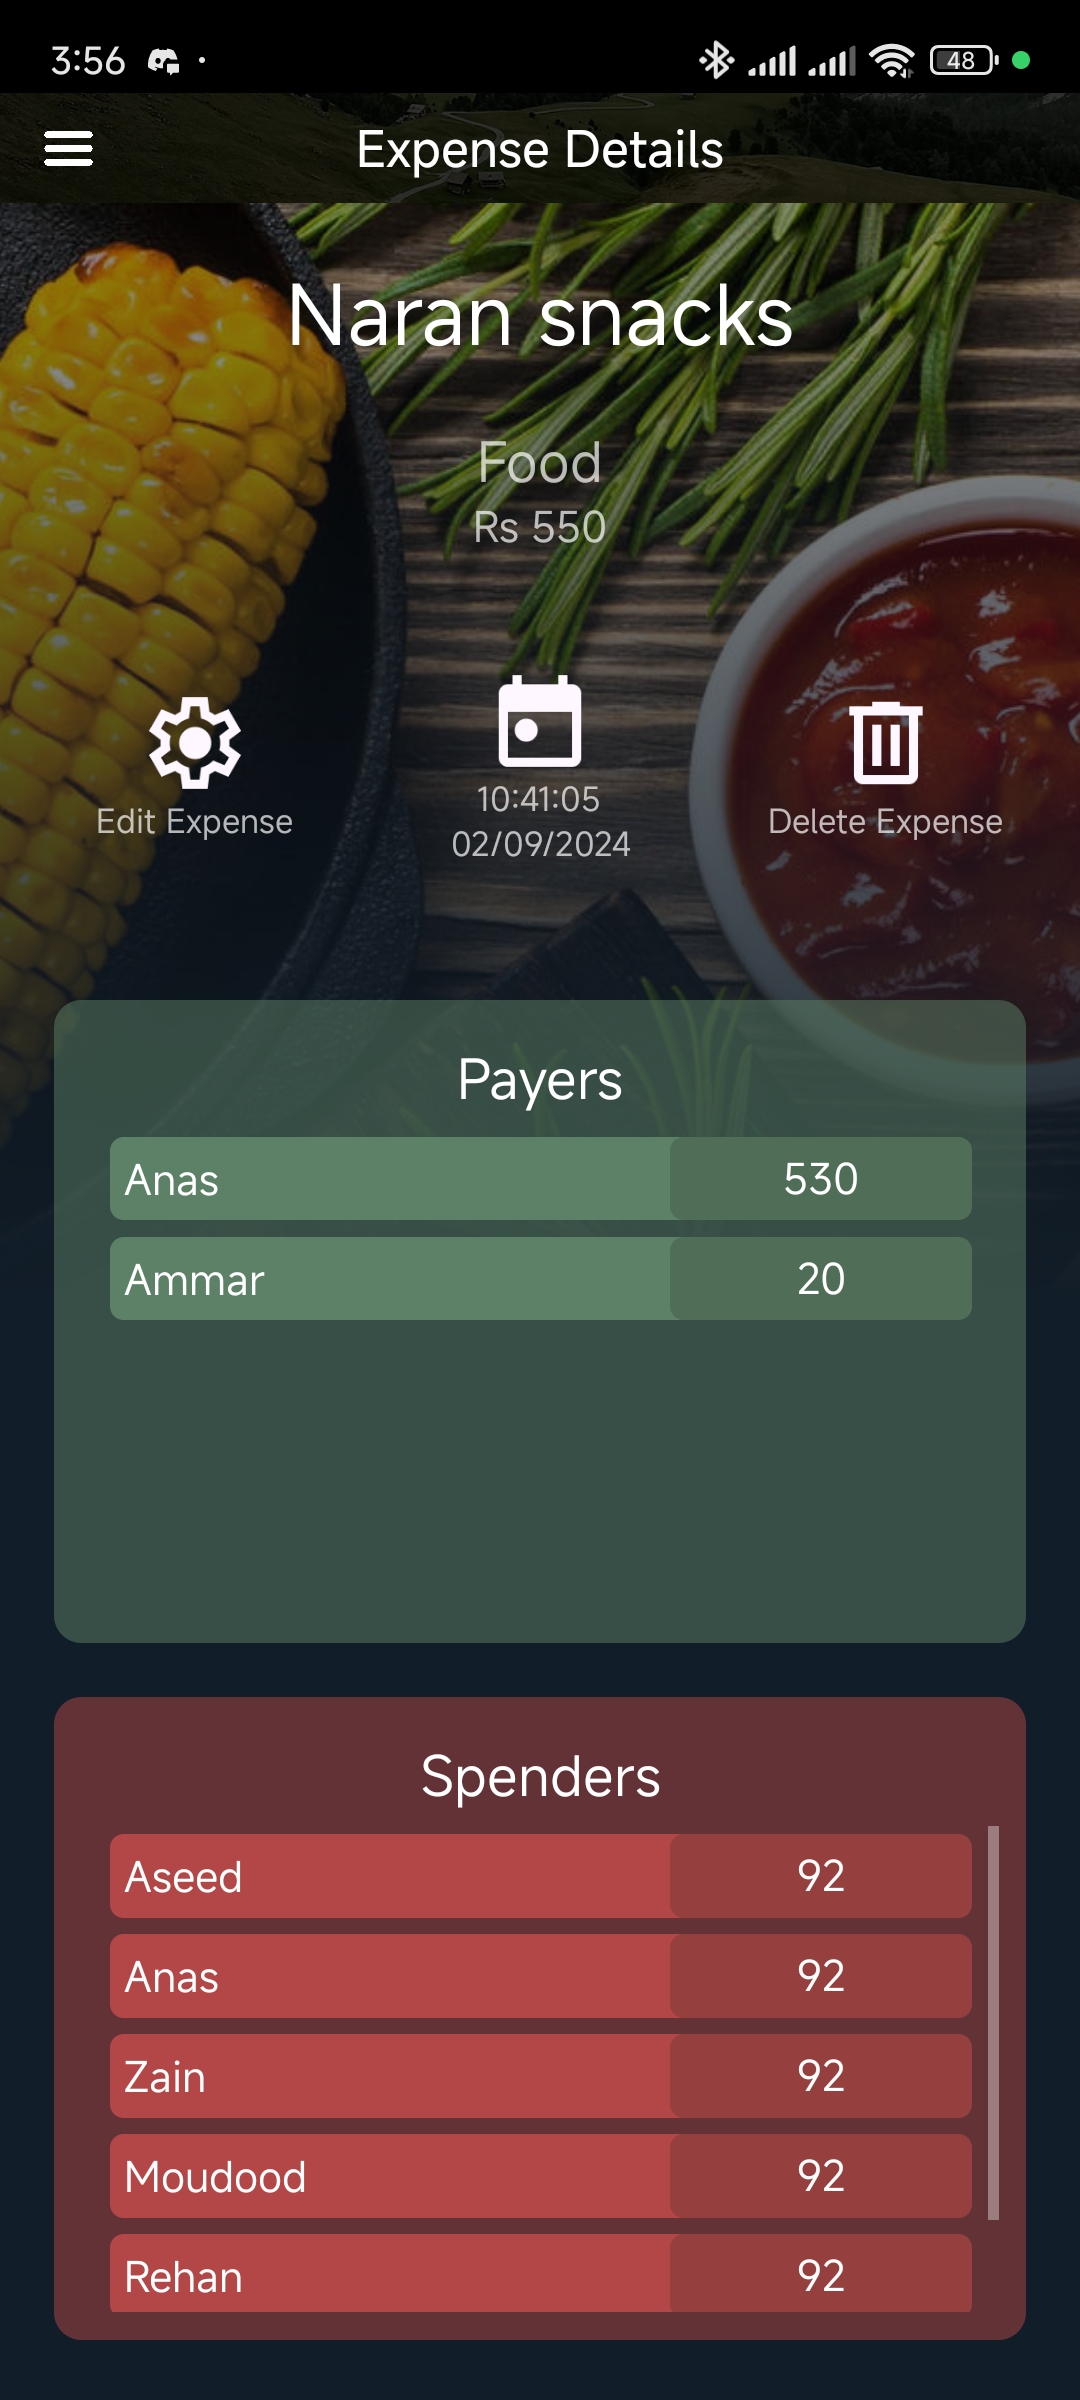 3:56
48
Expense Details
Naran snacks
Food
Rs 550
Edit Expense
10:41:05
02/09/2024
Delete Expense
Payers
Anas 530
Ammar 20
Spenders
Aseed 92
Anas 92
Zain 92
Moudood 92
Rehan 92